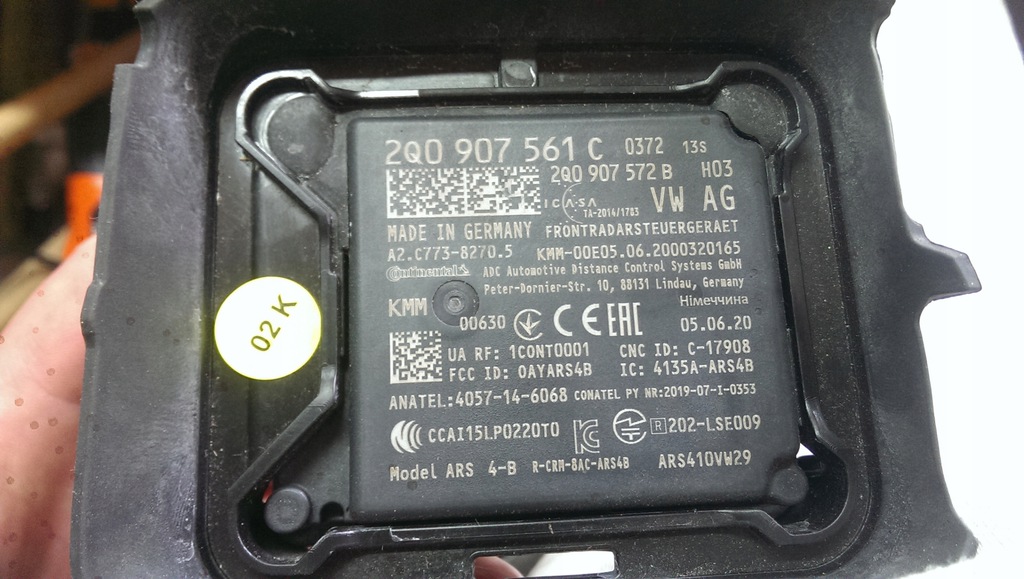 2Q0 907 561 C 0372 13S
2Q0 907 572 B H03
ICASA TA-2014/1783 VW AG
MADE IN GERMANY FRONTRADARSTEUERGERAET
A2.C773-8270.5 KMM-00E05.06.2000320165
Continental ADC Automotive Distance Control Systems GmbH
Peter-Dornier-Str. 10, 88131 Lindau, Germany
Німеччина
KMM 00630 CE EAC 05.06.20
UA RF: 1CONT0001 CNC ID: C-17908
FCC ID: OAYARS4B IC: 4135A-ARS4B
ANATEL:4057-14-6068 CONATEL PY NR:2019-07-I-0353
CCAI15LP0220T0 R 202-LSE009
Model ARS 4-B R-CRM-8AC-ARS4B ARS410VW29
02 K